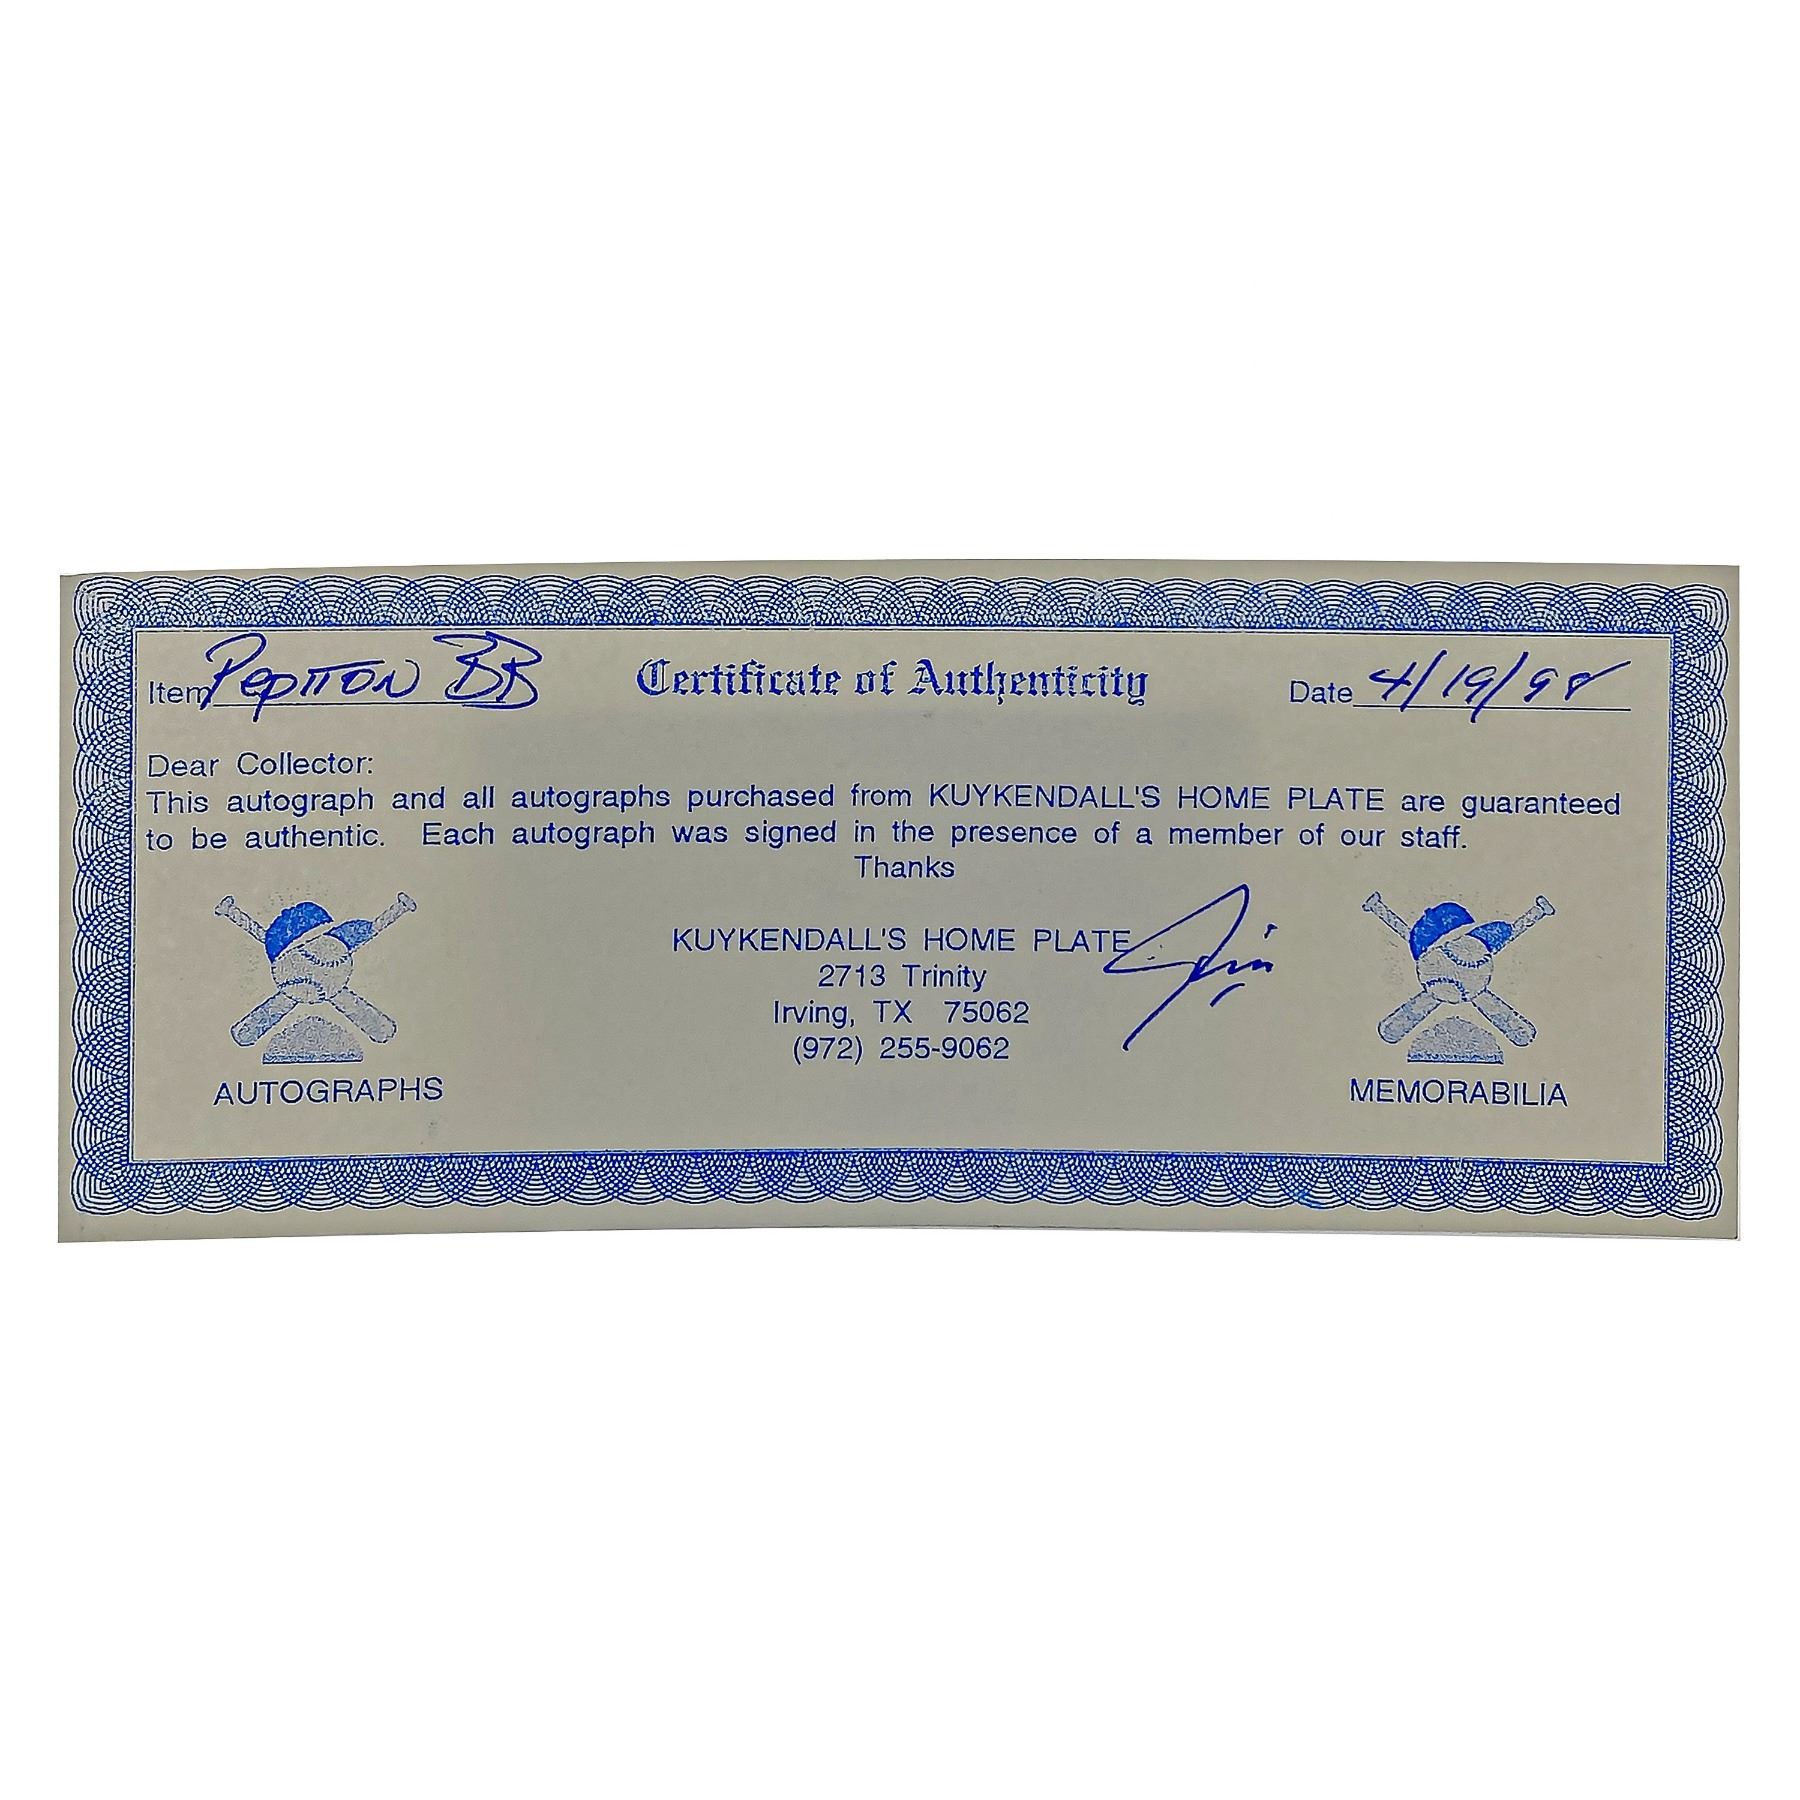 Item Pepitton BB Certificate of Authenticity Date 4/19/98
Dear Collector:
This autograph and all autographs purchased from KUYKENDALL'S HOME PLATE are guaranteed
to be authentic. Each autograph was signed in the presence of a member of our staff.
Thanks
KUYKENDALL'S HOME PLATE
2713 Trinity
Irving, TX 75062
(972) 255-9062
AUTOGRAPHS MEMORABILIA